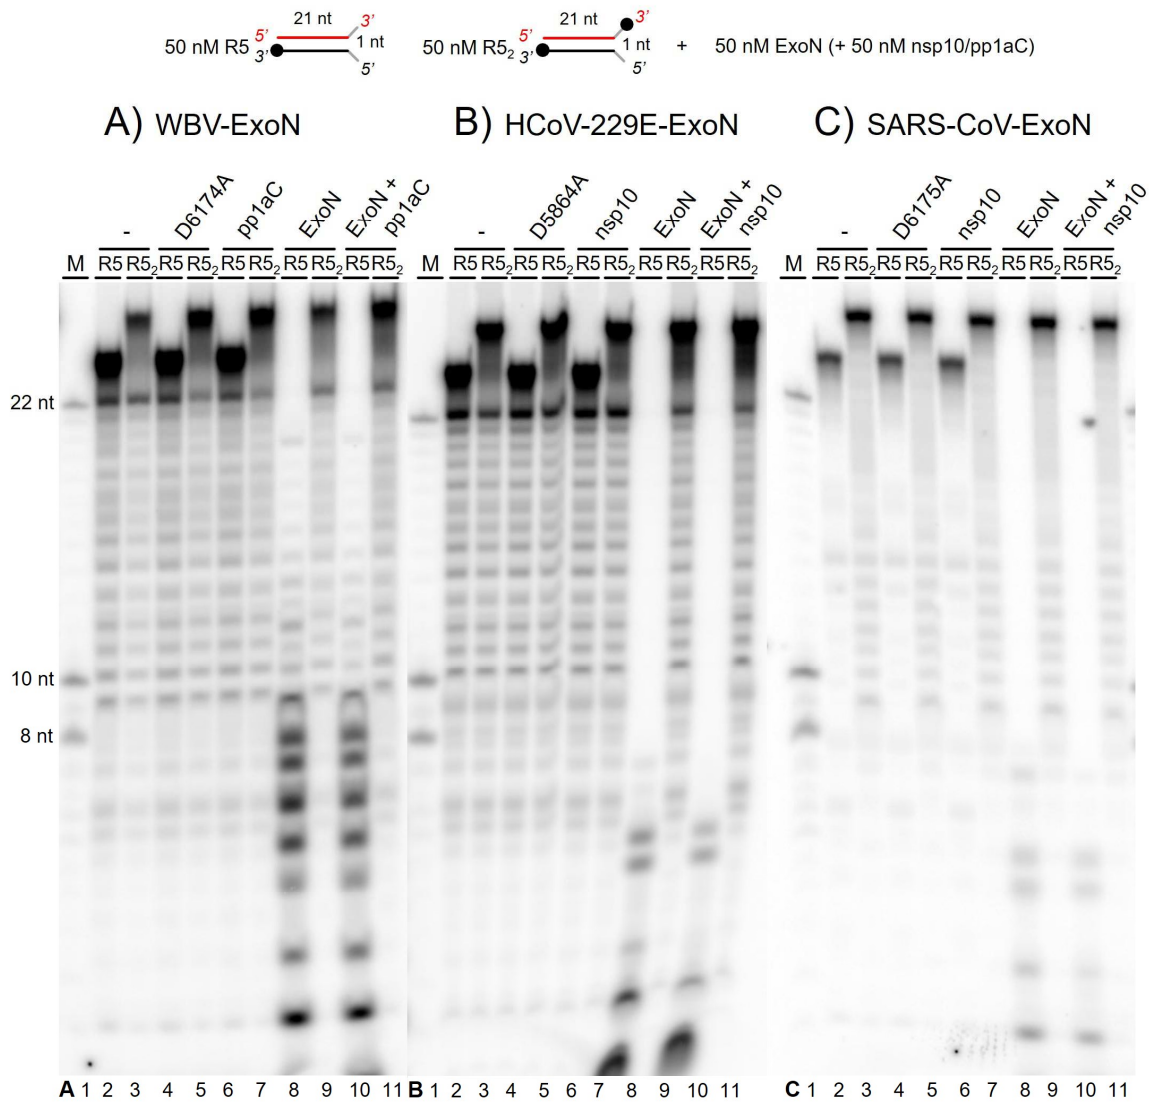 21 nt 3’ 21 nt 3’
50 nM R5 5’ 3’ 1 nt 5’ 50 nM R5₂ 5’ 3’ 1 nt 5’ + 50 nM ExoN (+ 50 nM nsp10/pp1aC)
A) WBV-ExoN B) HCoV-229E-ExoN C) SARS-CoV-ExoN
- D6174A pp1aC ExoN ExoN + pp1aC - D5864A nsp10 ExoN ExoN + nsp10 - D6175A nsp10 ExoN ExoN + nsp10
M R5 R5₂ R5 R5₂ R5 R5₂ R5 R5₂ R5 R5₂ M R5 R5₂ R5 R5₂ R5 R5₂ R5 R5₂ R5 R5₂ M R5 R5₂ R5 R5₂ R5 R5₂ R5 R5₂ R5 R5₂
22 nt
10 nt
8 nt
A 1 2 3 4 5 6 7 8 9 10 11 B 1 2 3 4 5 6 7 8 9 10 11 C 1 2 3 4 5 6 7 8 9 10 11